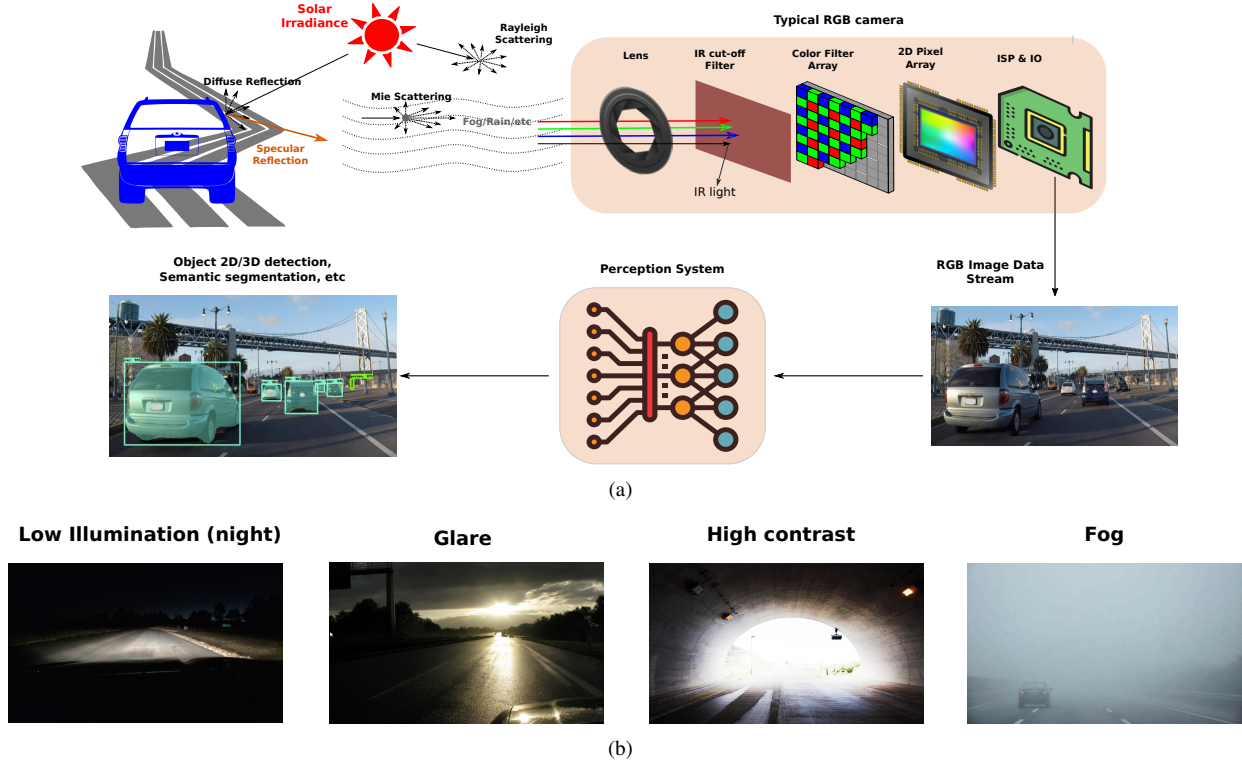 Solar
Irradiance
Rayleigh
Scattering
Typical RGB camera
Lens
IR cut-off
Filter
Color Filter
Array
2D Pixel
Array
ISP & IO
Diffuse Reflection
Mie Scattering
Fog/Rain/etc
Specular
Reflection
IR light
Object 2D/3D detection,
Semantic segmentation, etc
Perception System
RGB Image Data
Stream
(a)
Low Illumination (night)
Glare
High contrast
Fog
(b)